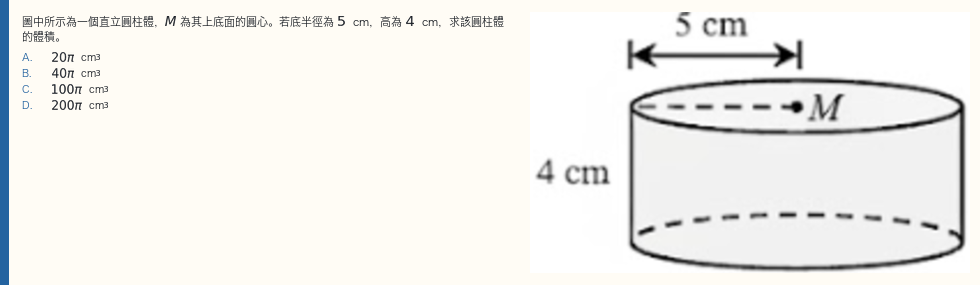 圖中所示為一個直立圓柱體，M 為其上底面的圓心。若底半徑為 5 cm，高為 4 cm，求該圓柱體
的體積。
A. 20π cm³
B. 40π cm³
C. 100π cm³
D. 200π cm³
5 cm
M
4 cm